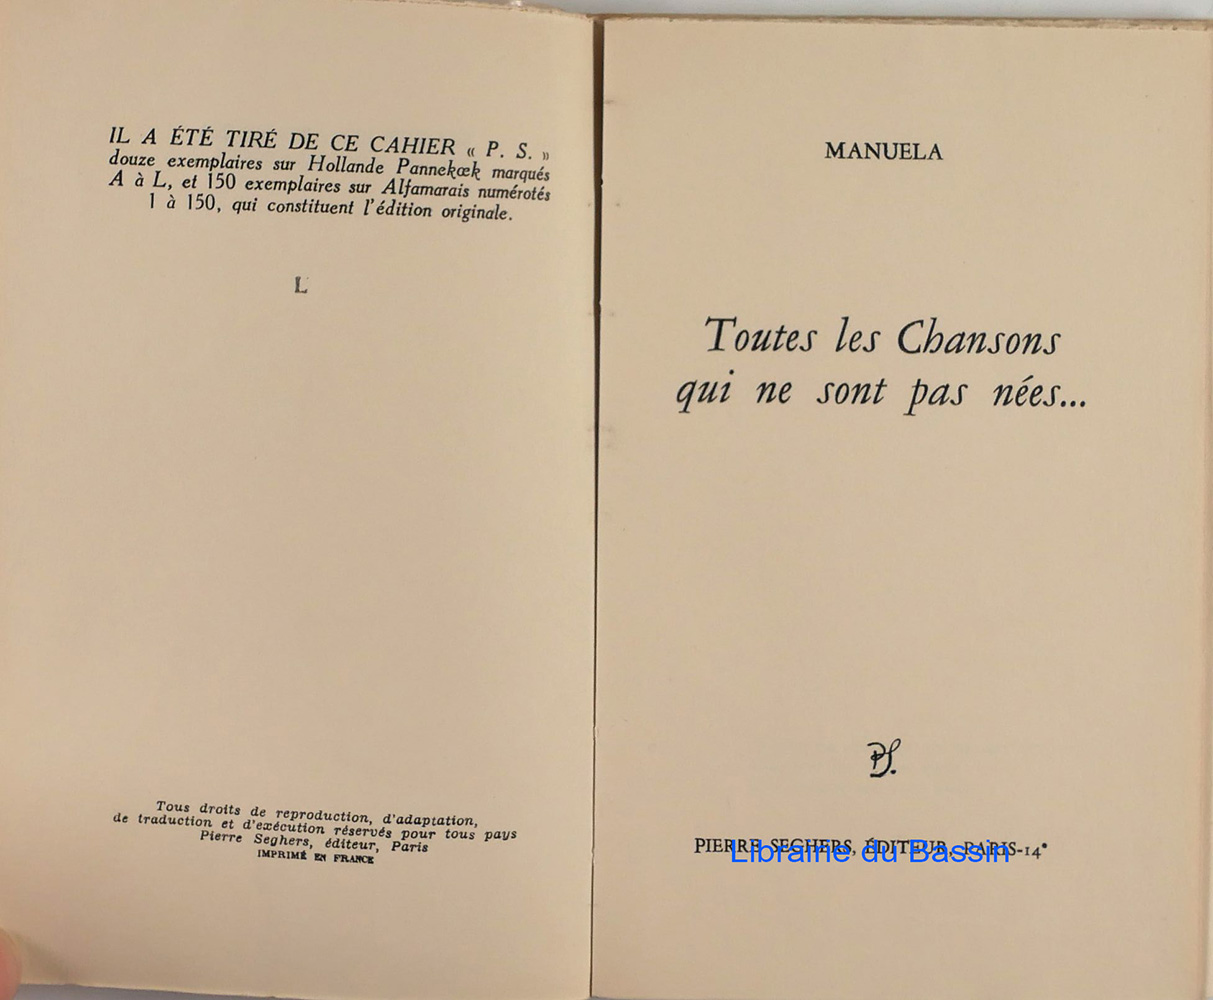 IL A ÉTÉ TIRÉ DE CE CAHIER « P. S. »
douze exemplaires sur Hollande Pannekœk marqués
A à L, et 150 exemplaires sur Alfamarais numérotés
1 à 150, qui constituent l'édition originale.
L
Tous droits de reproduction, d'adaptation,
de traduction et d'exécution réservés pour tous pays
Pierre Seghers, éditeur, Paris
IMPRIMÉ EN FRANCE
MANUELA
Toutes les Chansons
qui ne sont pas nées...
PS.
PIERRE SEGHERS, ÉDITEUR, PARIS-14e
Librairie du Bassin